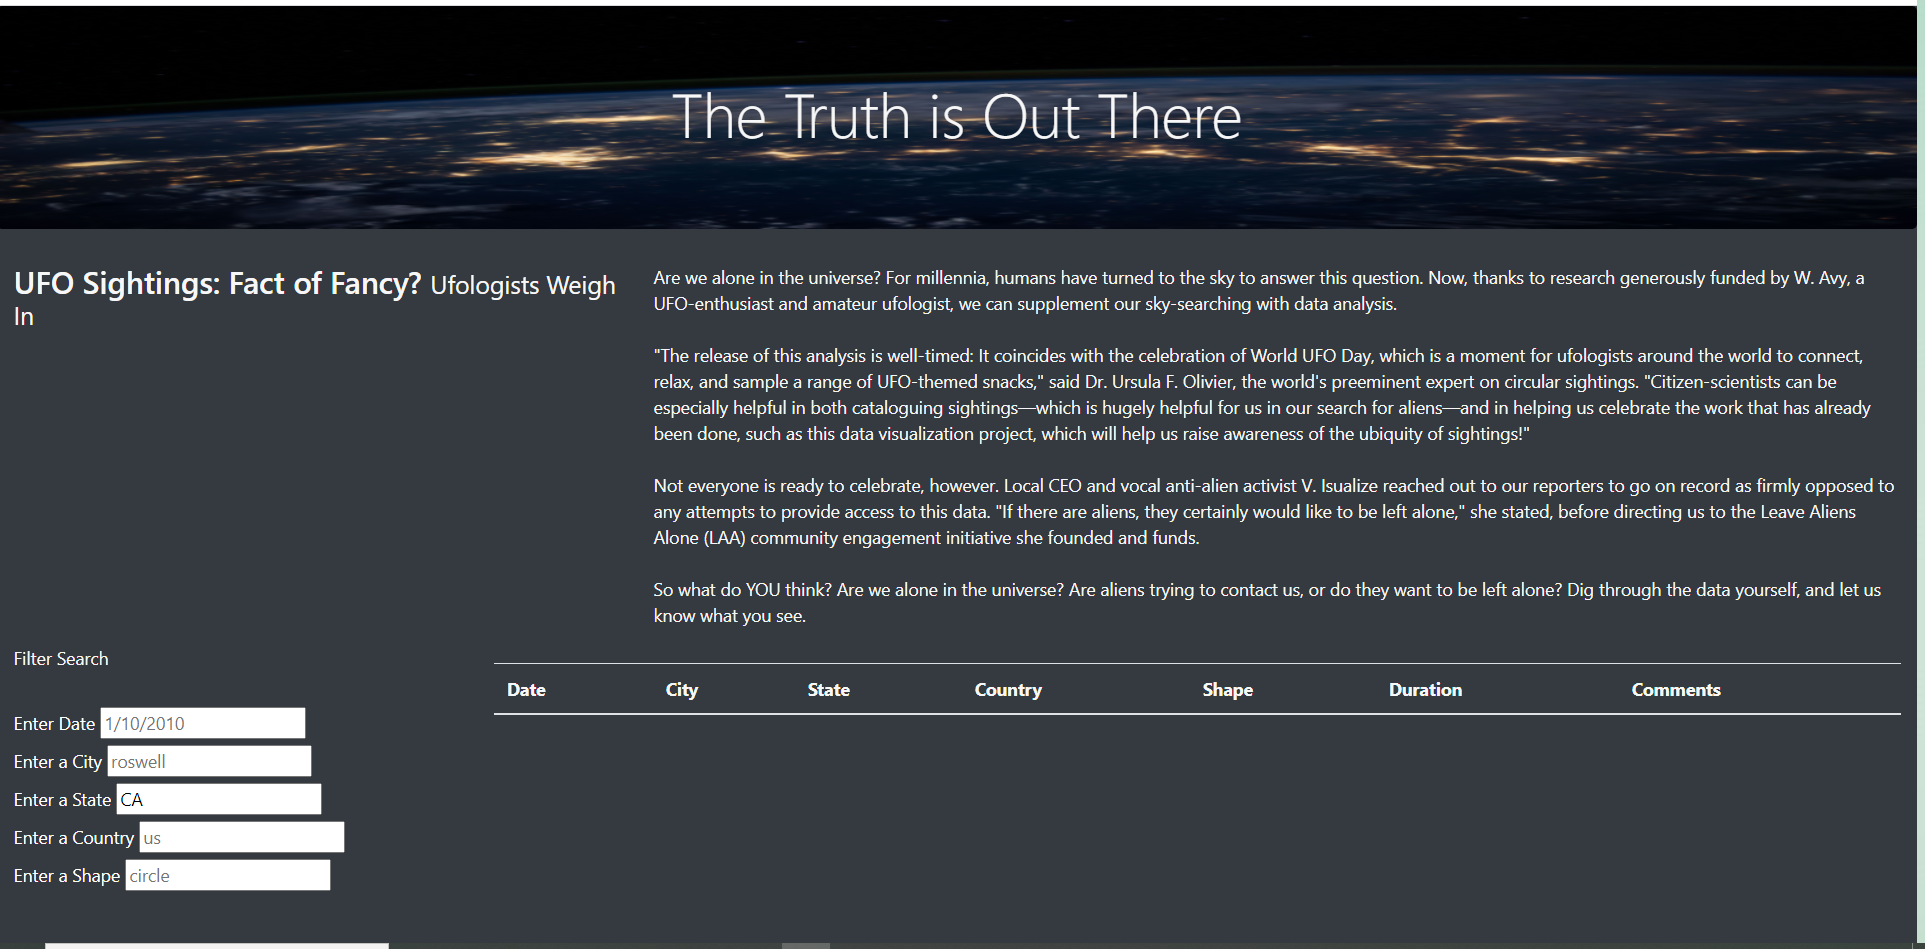 The Truth is Out There
UFO Sightings: Fact of Fancy? Ufologists Weigh
In
Are we alone in the universe? For millennia, humans have turned to the sky to answer this question. Now, thanks to research generously funded by W. Avy, a
UFO-enthusiast and amateur ufologist, we can supplement our sky-searching with data analysis.
"The release of this analysis is well-timed: It coincides with the celebration of World UFO Day, which is a moment for ufologists around the world to connect,
relax, and sample a range of UFO-themed snacks," said Dr. Ursula F. Olivier, the world's preeminent expert on circular sightings. "Citizen-scientists can be
especially helpful in both cataloguing sightings—which is hugely helpful for us in our search for aliens—and in helping us celebrate the work that has already
been done, such as this data visualization project, which will help us raise awareness of the ubiquity of sightings!"
Not everyone is ready to celebrate, however. Local CEO and vocal anti-alien activist V. Isualize reached out to our reporters to go on record as firmly opposed to
any attempts to provide access to this data. "If there are aliens, they certainly would like to be left alone," she stated, before directing us to the Leave Aliens
Alone (LAA) community engagement initiative she founded and funds.
So what do YOU think? Are we alone in the universe? Are aliens trying to contact us, or do they want to be left alone? Dig through the data yourself, and let us
know what you see.
Filter Search
Enter Date 1/10/2010
Enter a City roswell
Enter a State CA
Enter a Country us
Enter a Shape circle
Date City State Country Shape Duration Comments